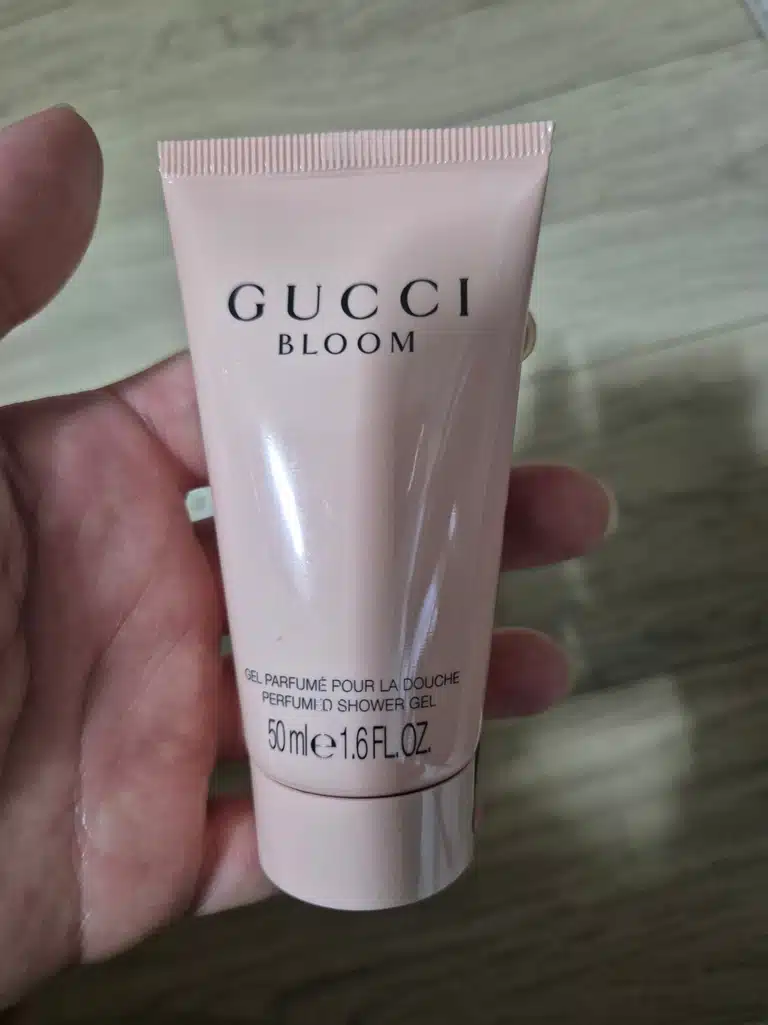 GUCCI
BLOOM
GEL PARFUMÉ POUR LA DOUCHE
PERFUMED SHOWER GEL
50 ml e 1.6 FL. OZ.